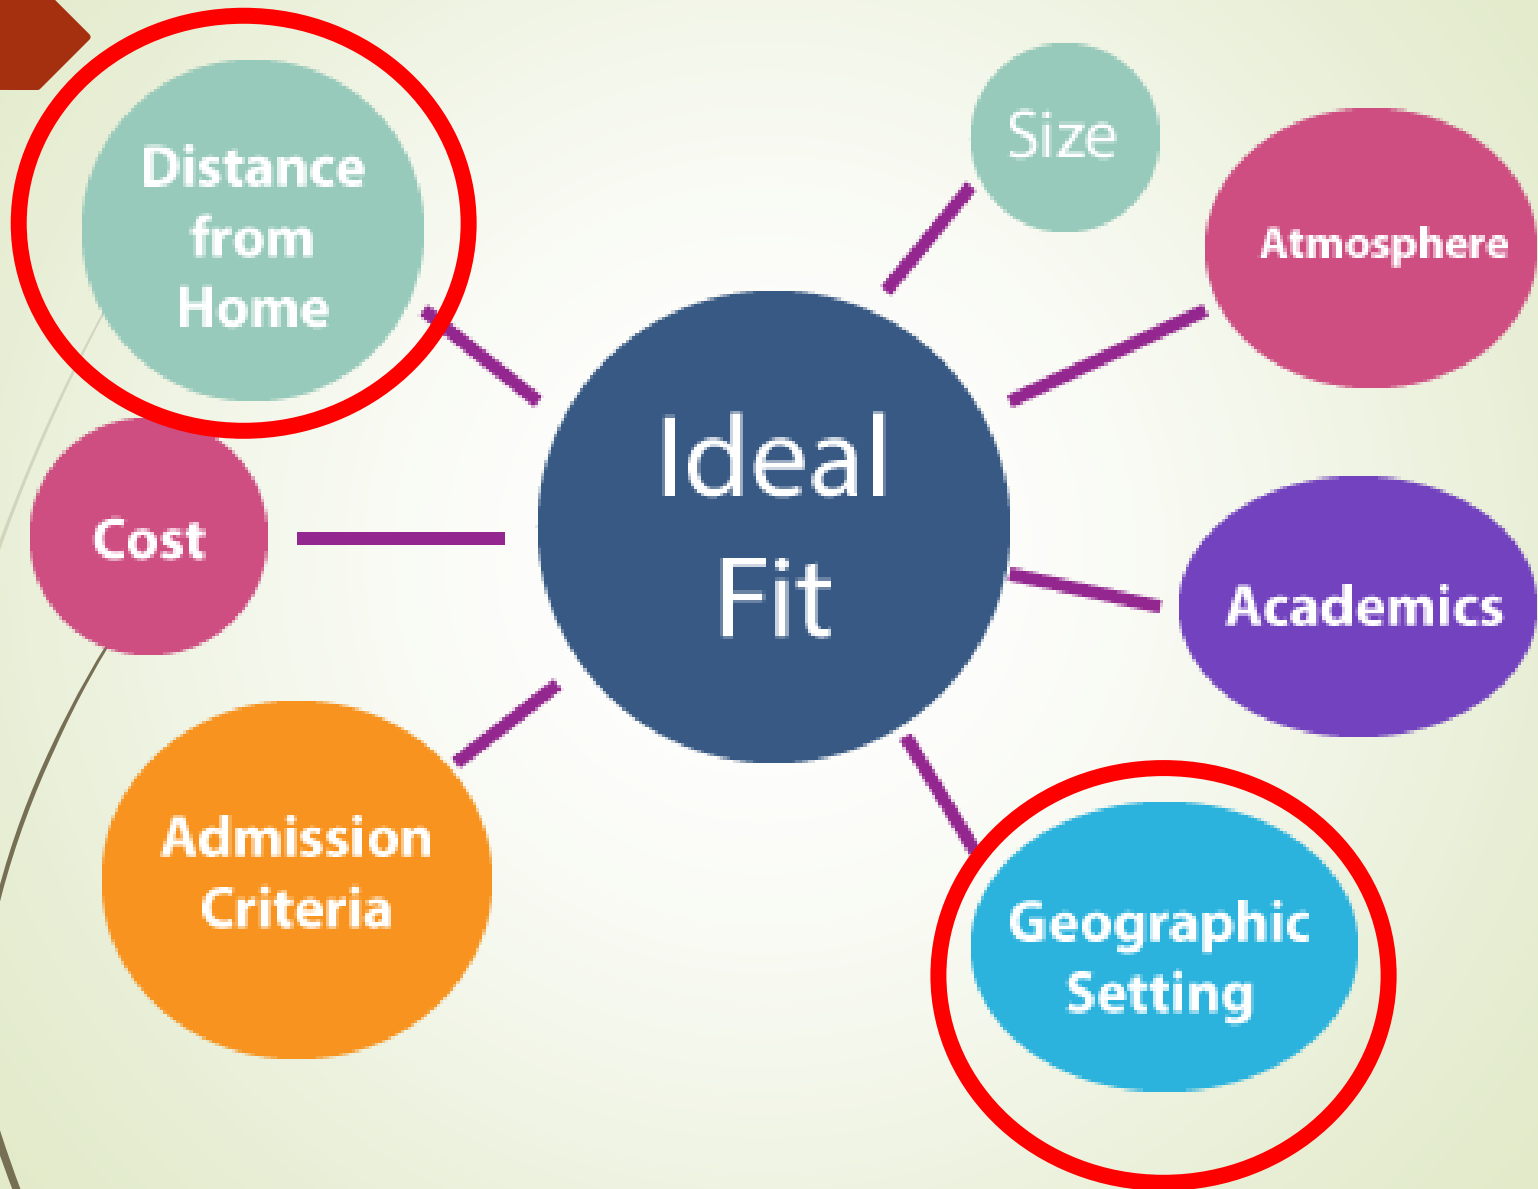 Distance
from
Home
Size
Atmosphere
Ideal
Fit
Cost
Academics
Admission
Criteria
Geographic
Setting